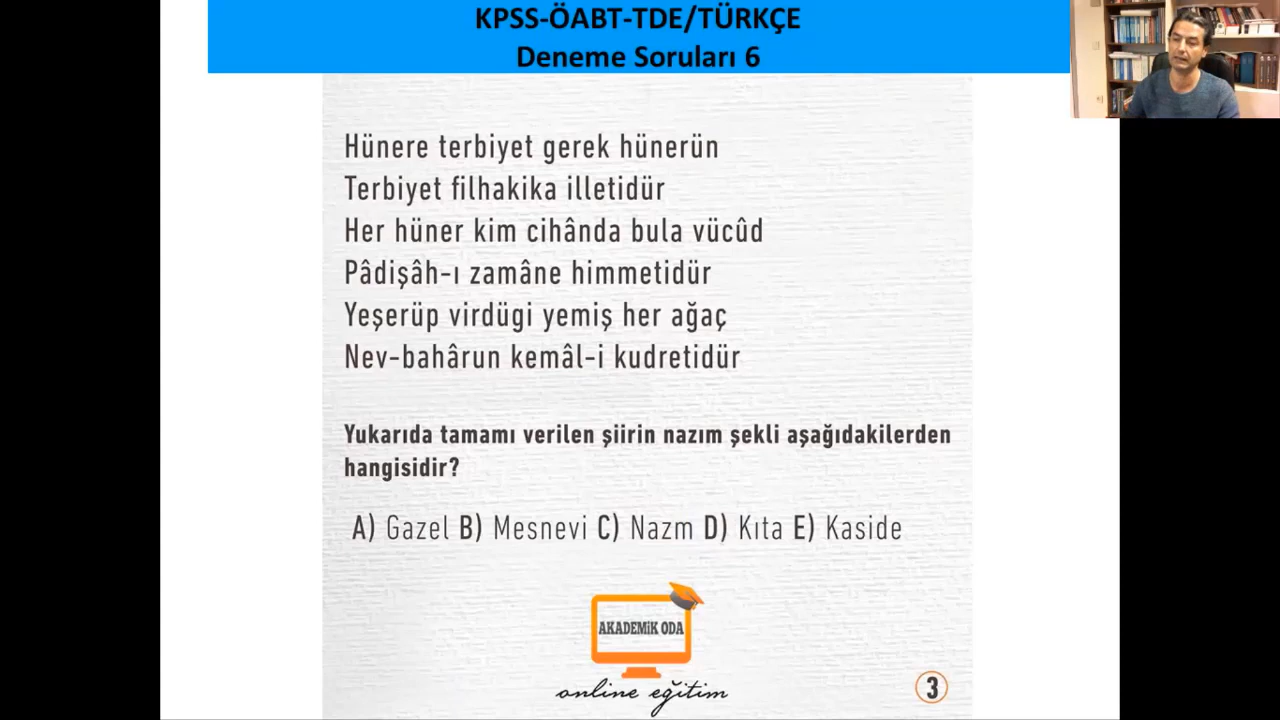 KPSS-ÖABT-TDE/TÜRKÇE
Deneme Soruları 6
Hünere terbiyet gerek hünerün
Terbiyet filhakika illetidür
Her hüner kim cihânda bula vücûd
Pâdişâh-ı zamâne himmetidür
Yeşerüp virdügi yemiş her ağaç
Nev-bahârun kemâl-i kudretidür
Yukarıda tamamı verilen şiirin nazım şekli aşağıdakilerden
hangisidir?
A) Gazel B) Mesnevi C) Nazm D) Kıta E) Kaside
AKADEMİK ODA
online eğitim
3